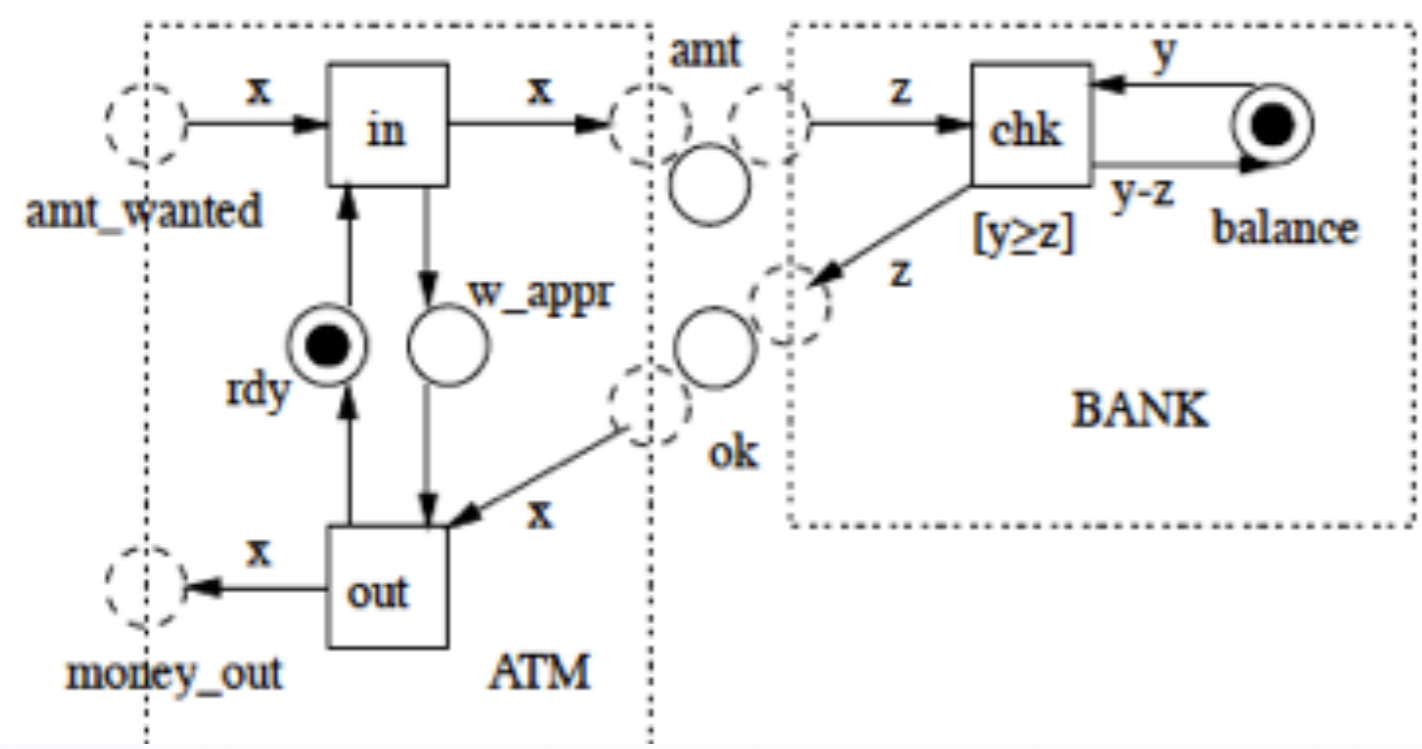 amt
x
x
z
y
in
chk
amt_wanted
y-z
[y≥z]
balance
z
w_appr
rdy
BANK
ok
x
x
out
money_out
ATM